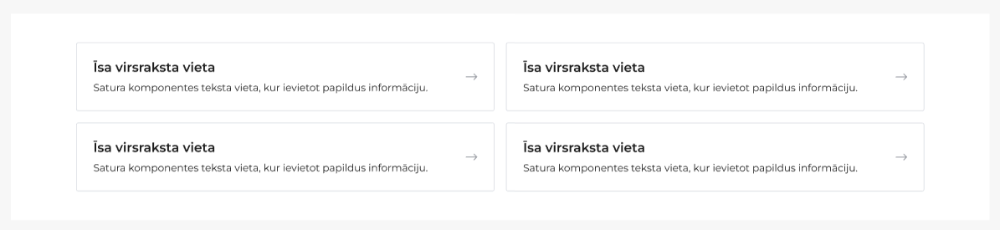 Īsa virsraksta vieta
Satura komponentes teksta vieta, kur ievietot papildus informāciju.
Īsa virsraksta vieta
Satura komponentes teksta vieta, kur ievietot papildus informāciju.
Īsa virsraksta vieta
Satura komponentes teksta vieta, kur ievietot papildus informāciju.
Īsa virsraksta vieta
Satura komponentes teksta vieta, kur ievietot papildus informāciju.